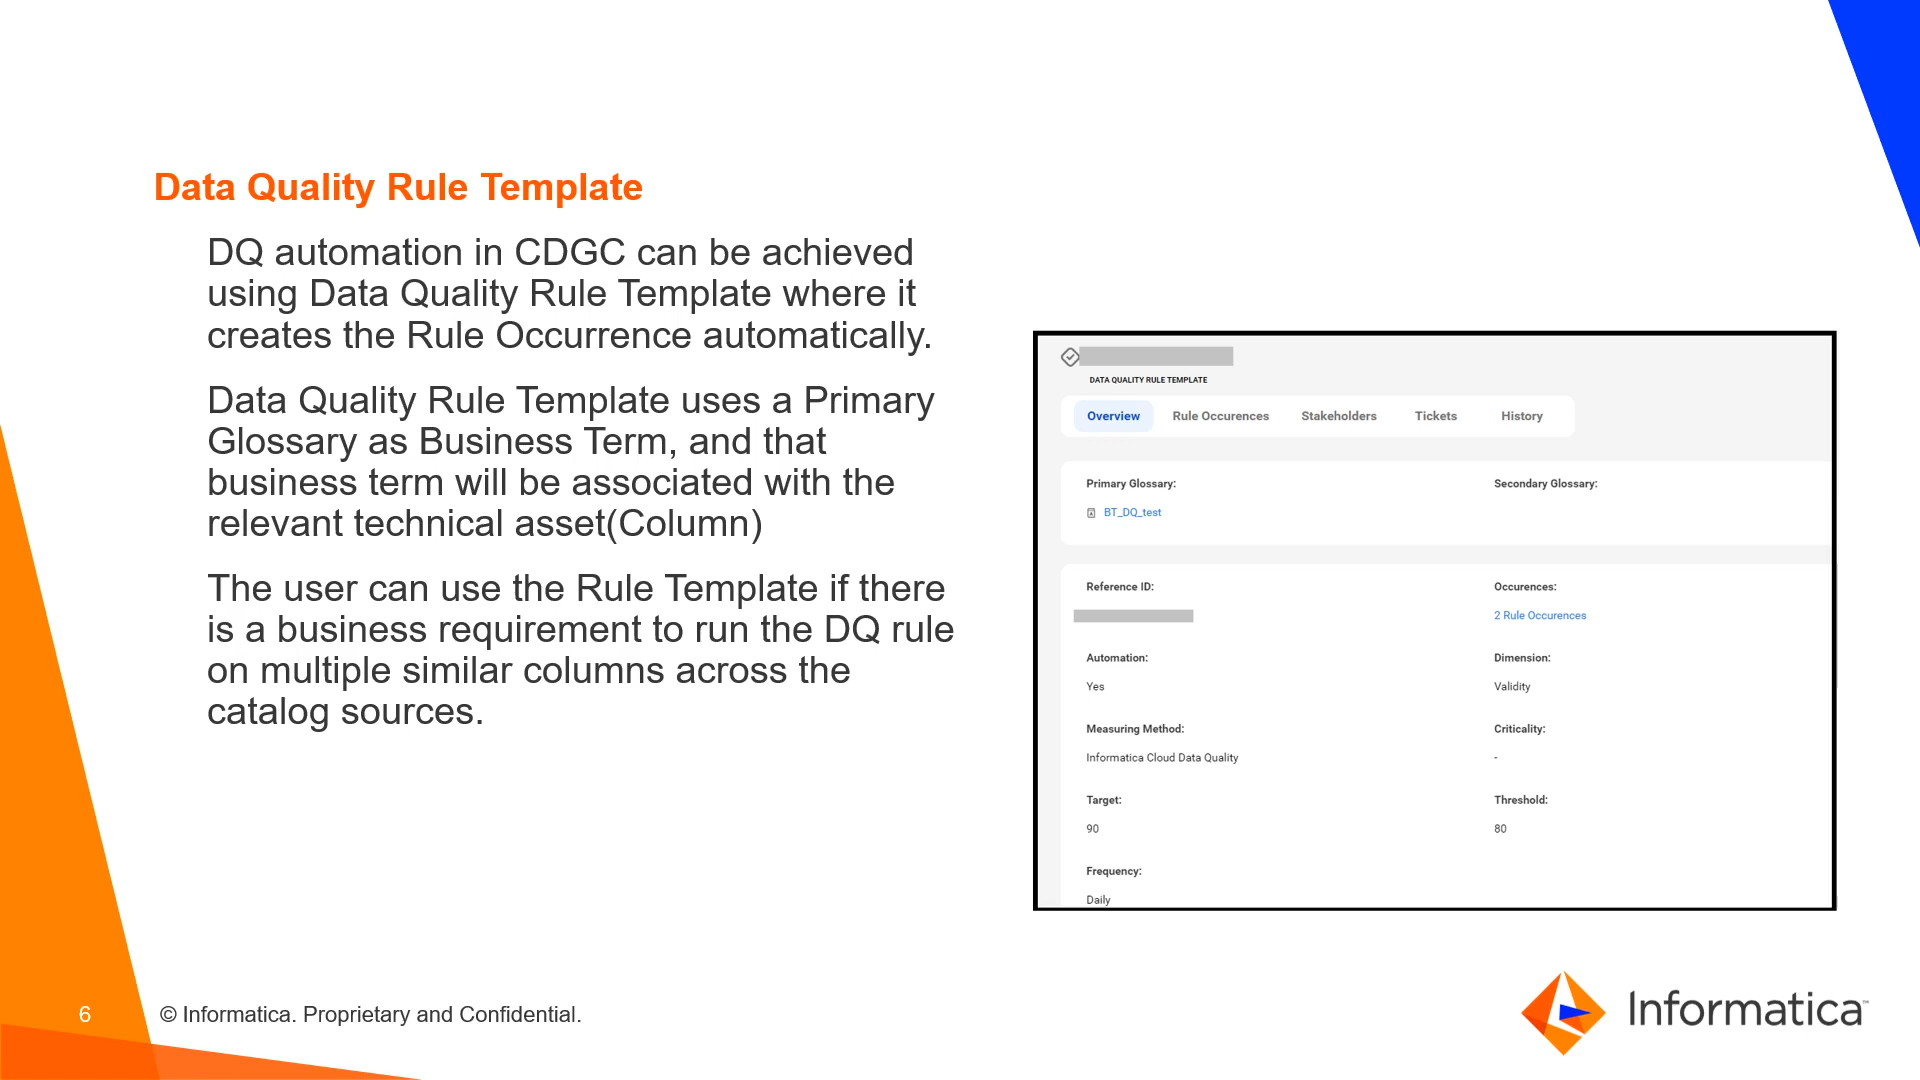 Data Quality Rule Template
DQ automation in CDGC can be achieved
using Data Quality Rule Template where it
creates the Rule Occurrence automatically.
Data Quality Rule Template uses a Primary
Glossary as Business Term, and that
business term will be associated with the
relevant technical asset(Column)
The user can use the Rule Template if there
is a business requirement to run the DQ rule
on multiple similar columns across the
catalog sources.
DATA QUALITY RULE TEMPLATE
Overview Rule Occurences Stakeholders Tickets History
Primary Glossary: Secondary Glossary:
BT_DQ_test
Reference ID: Occurences:
2 Rule Occurences
Automation: Dimension:
Yes Validity
Measuring Method: Criticality:
Informatica Cloud Data Quality -
Target: Threshold:
90 80
Frequency:
Daily
6 © Informatica. Proprietary and Confidential.
Informatica™